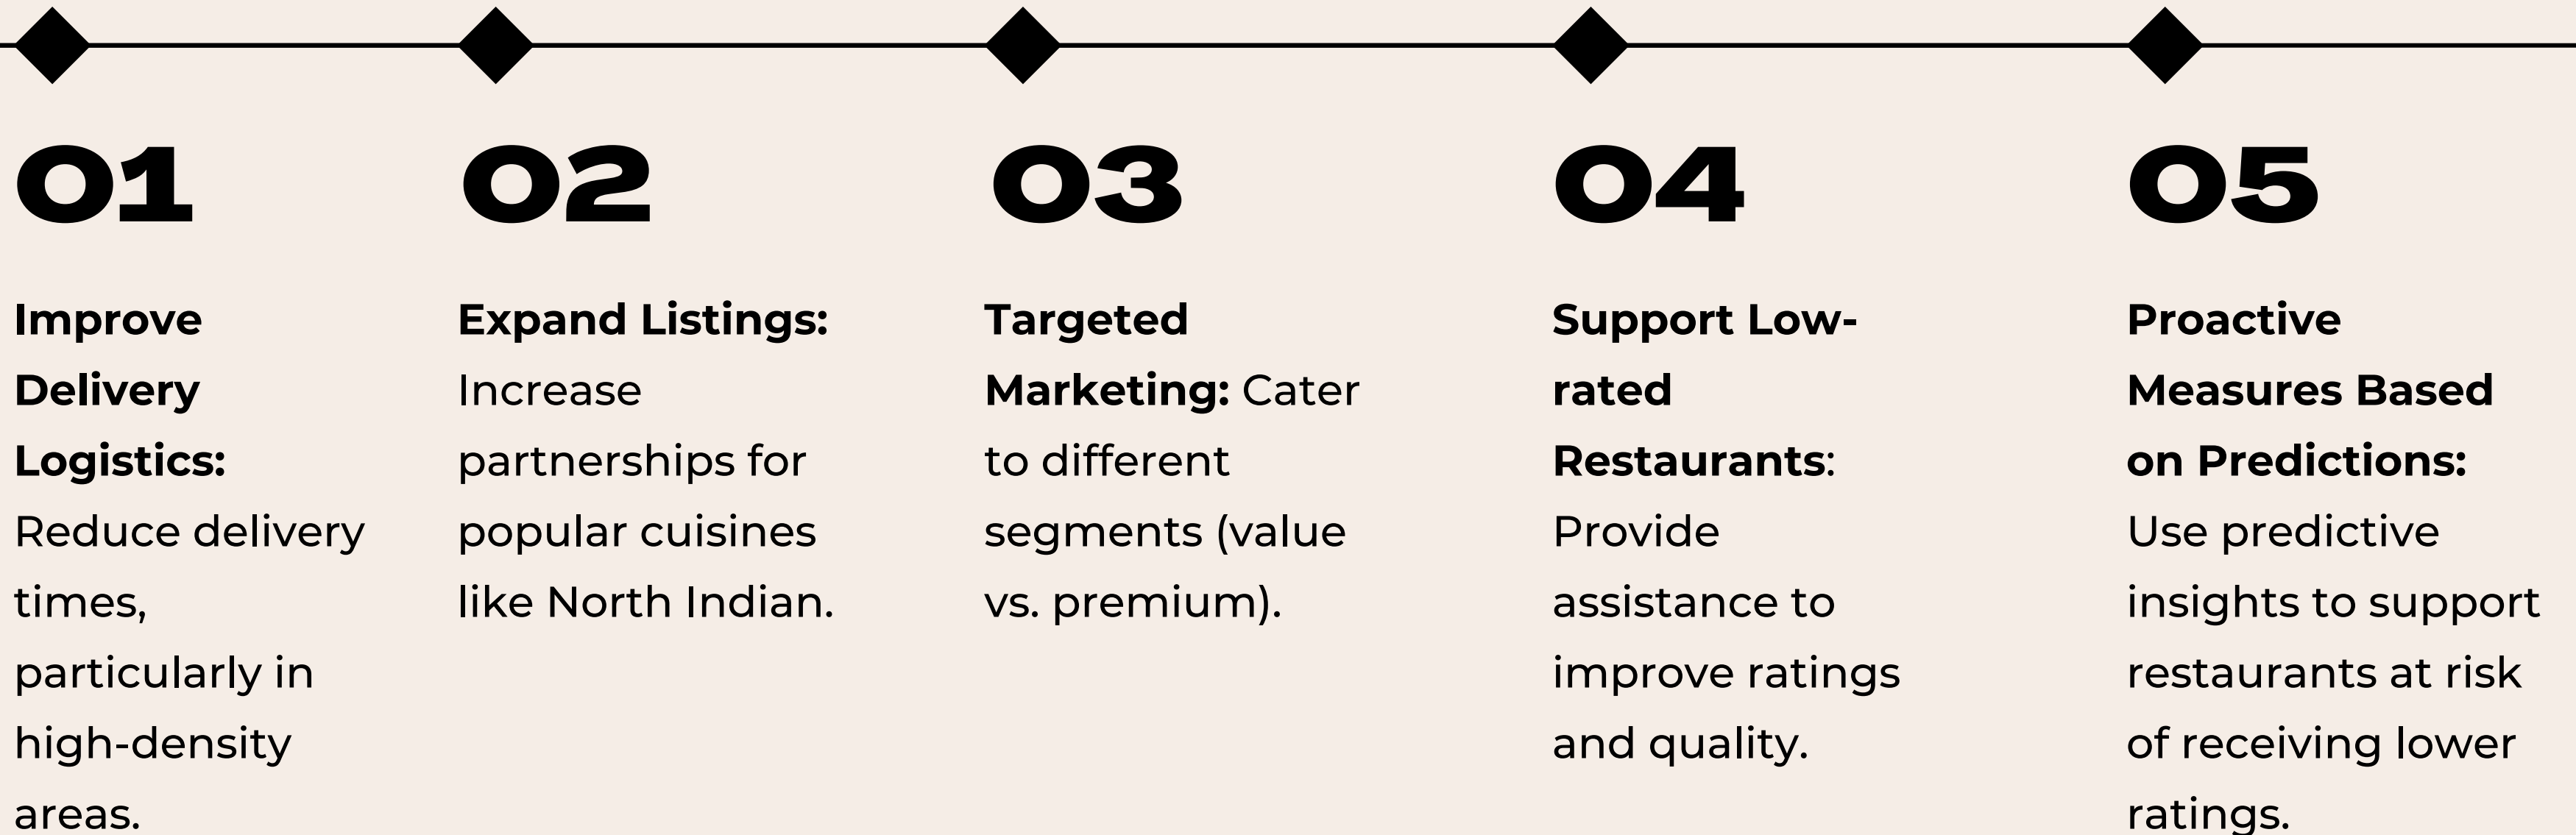 01
Improve
Delivery
Logistics:
Reduce delivery
times,
particularly in
high-density
areas.
02
Expand Listings:
Increase
partnerships for
popular cuisines
like North Indian.
03
Targeted
Marketing: Cater
to different
segments (value
vs. premium).
04
Support Low-
rated
Restaurants:
Provide
assistance to
improve ratings
and quality.
05
Proactive
Measures Based
on Predictions:
Use predictive
insights to support
restaurants at risk
of receiving lower
ratings.